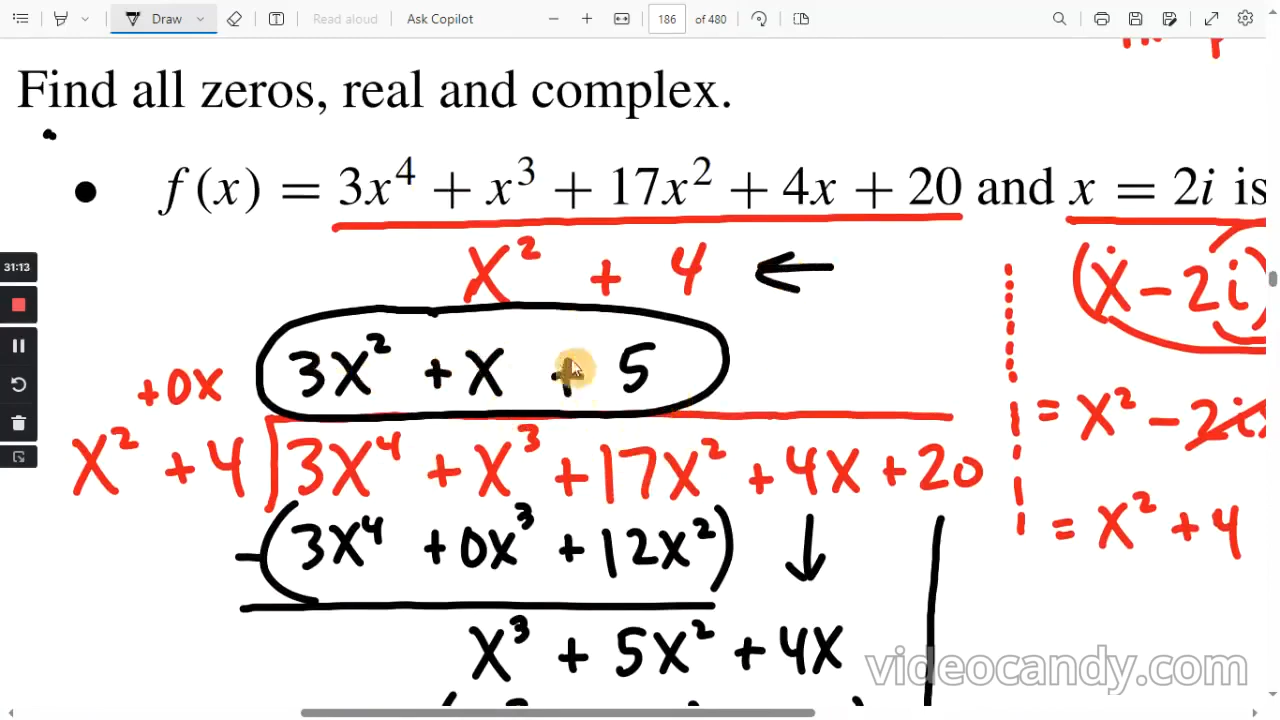 Draw Read aloud Ask Copilot 186 of 480
Find all zeros, real and complex.
• f(x) = 3x⁴ + x³ + 17x² + 4x + 20 and x = 2i is
x² + 4 ←
(x - 2i)
31:13
3x² + x + 5
+0x
= x² - 2ix
x² + 4 3x⁴ + x³ + 17x² + 4x + 20
= x² + 4
-(3x⁴ + 0x³ + 12x²) ↓
x³ + 5x² + 4x
videocandy.com